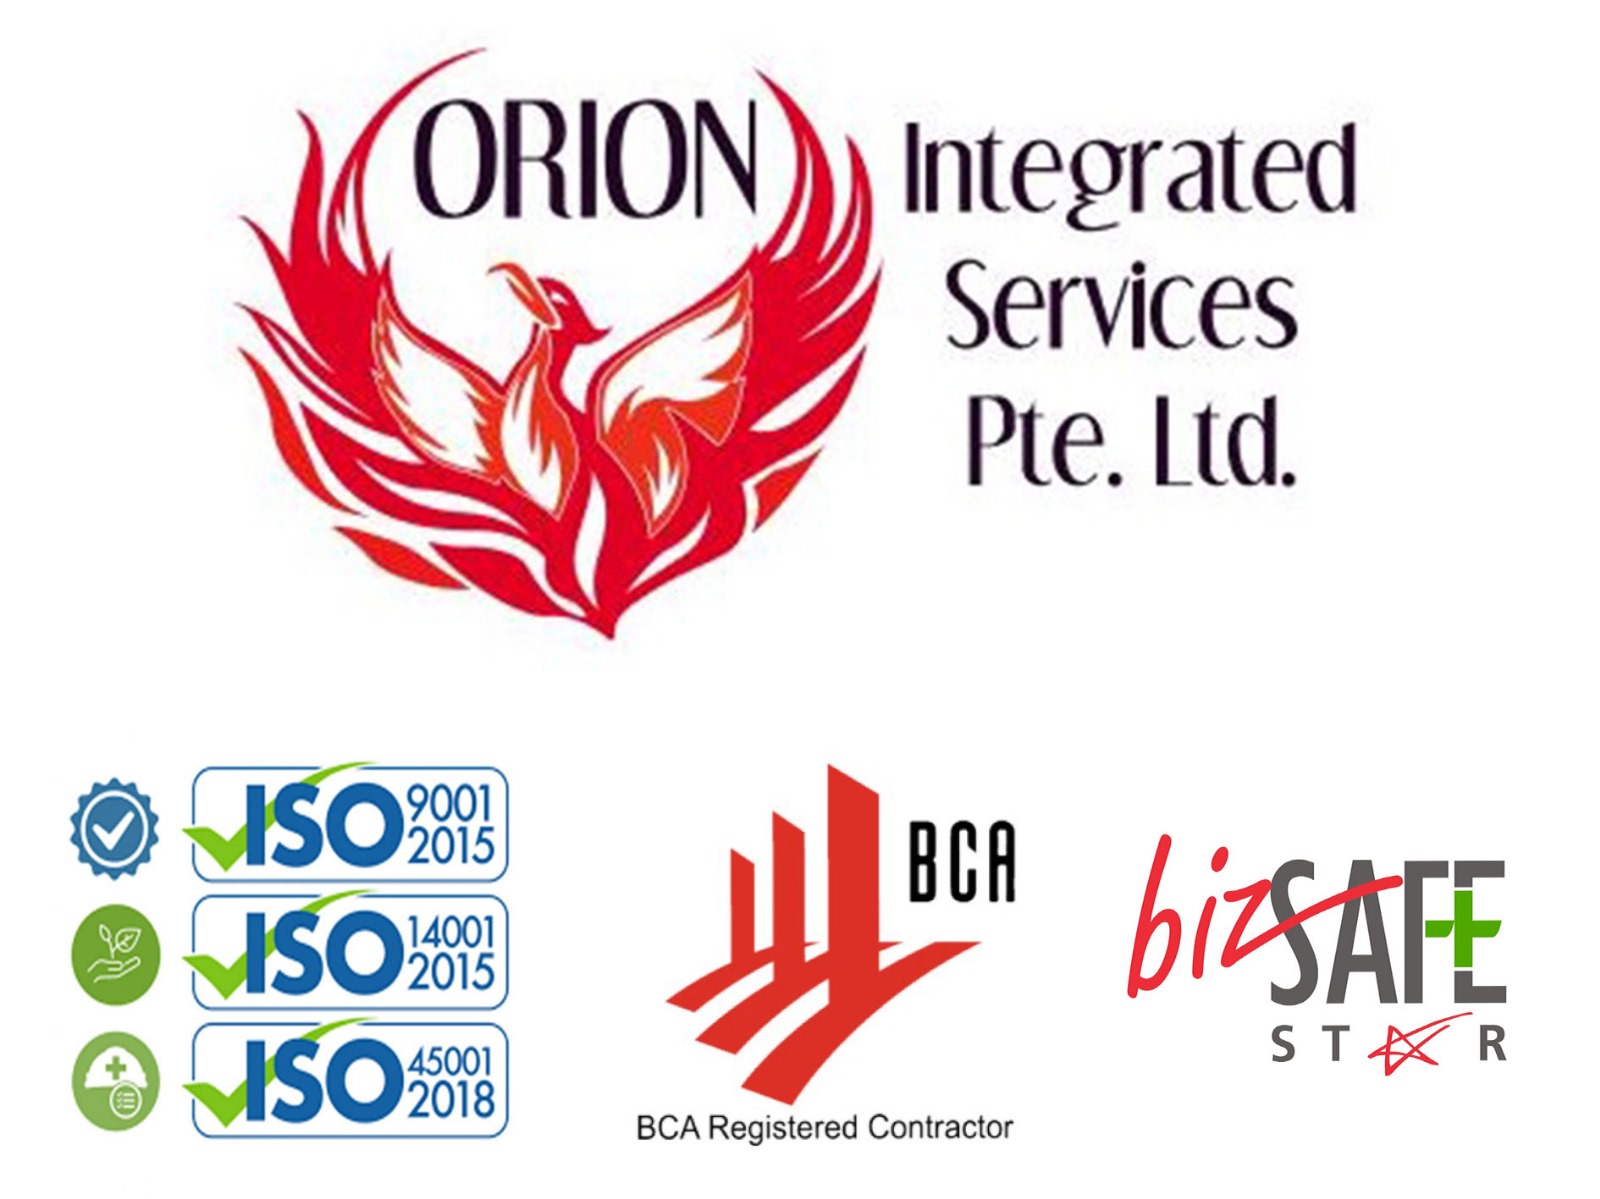 ORION
Integrated
Services
Pte. Ltd.
ISO 9001
2015
ISO 14001
2015
ISO 45001
2018
BCA
BCA Registered Contractor
bizSAFE
STAR